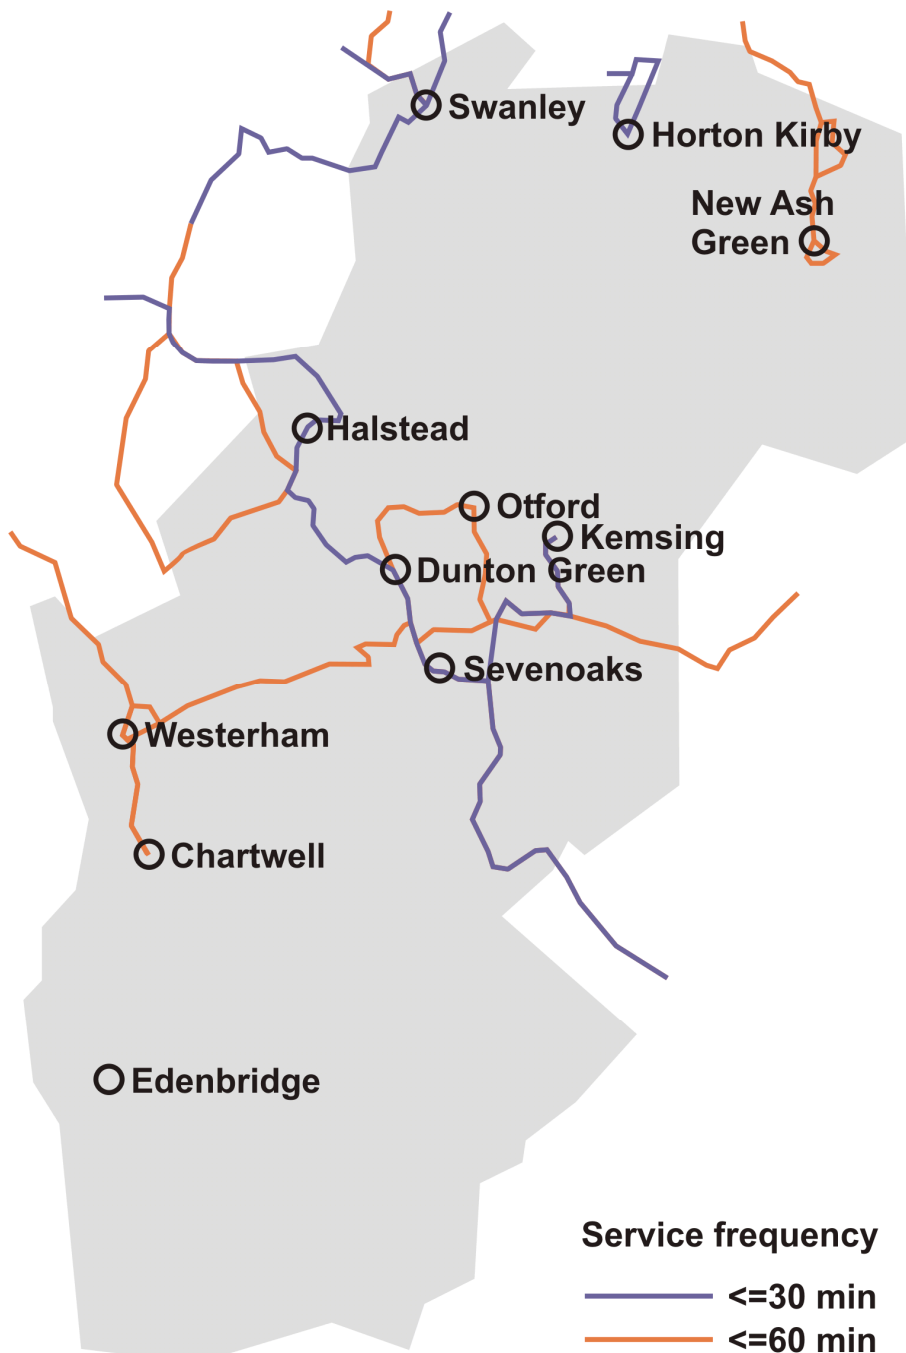 Swanley
Horton Kirby
New Ash
Green
Halstead
Otford
Kemsing
Dunton Green
Sevenoaks
Westerham
Chartwell
Edenbridge
Service frequency
<=30 min
<=60 min